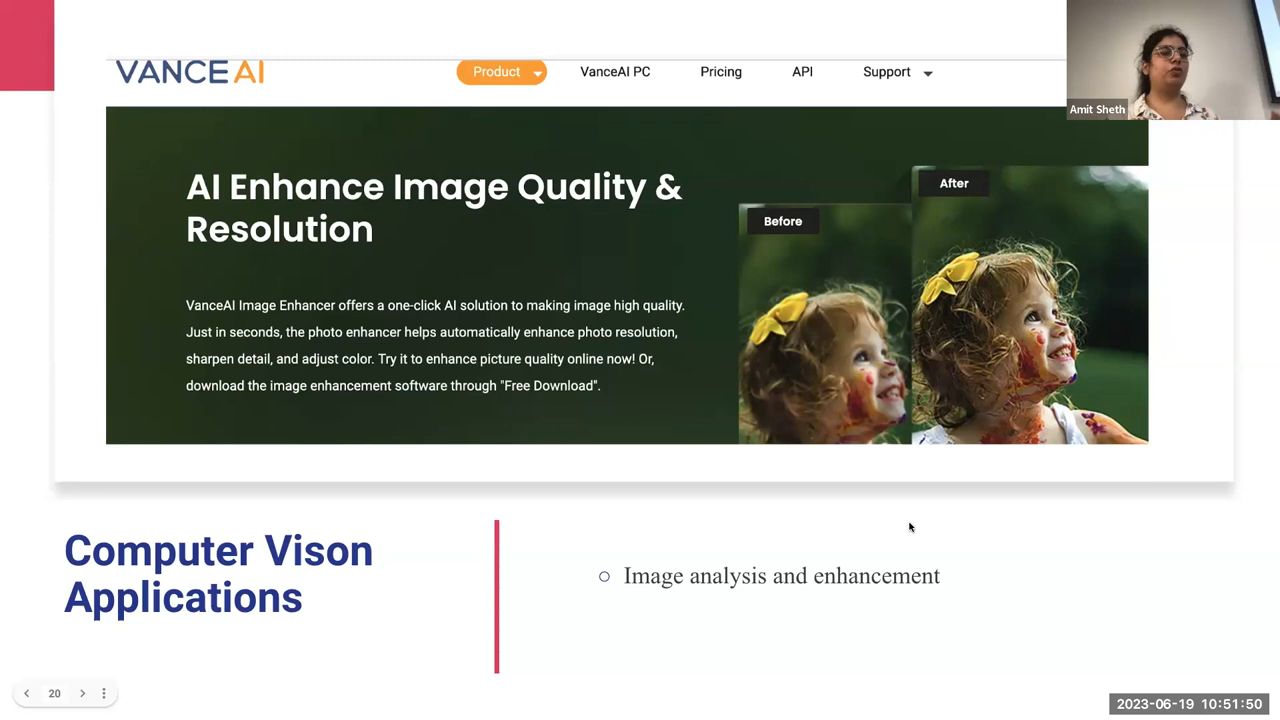 VANCE AI
Product
VanceAI PC
Pricing
API
Support
Amit Sheth
AI Enhance Image Quality &
Resolution
VanceAI Image Enhancer offers a one-click AI solution to making image high quality.
Just in seconds, the photo enhancer helps automatically enhance photo resolution,
sharpen detail, and adjust color. Try it to enhance picture quality online now! Or,
download the image enhancement software through "Free Download".
Before
After
Computer Vison
Applications
Image analysis and enhancement
20
2023-06-19 10:51:50